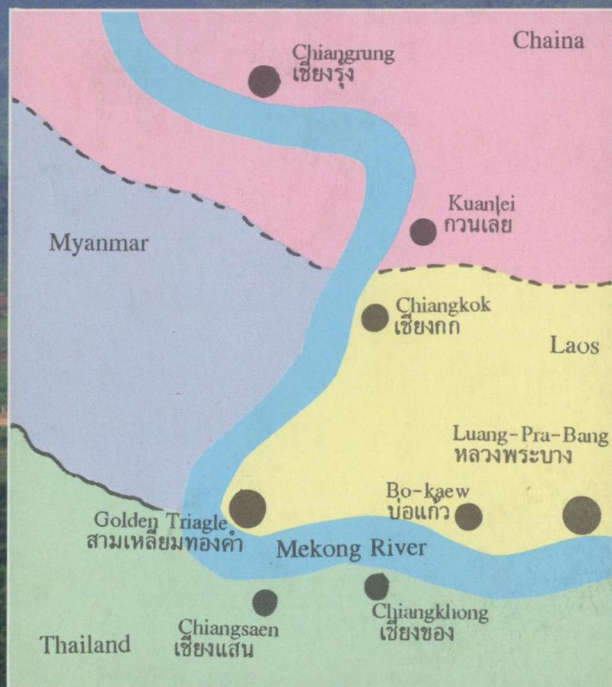 Chaina
Chiangrung
เชียงรุ้ง
Kuanlei
กวนเลย
Myanmar
Chiangkok
เชียงกก
Laos
Luang-Pra-Bang
หลวงพระบาง
Bo-kaew
บ่อแก้ว
Golden Triagle
สามเหลี่ยมทองคำ
Mekong River
Chiangsaen
เชียงแสน
Chiangkhong
เชียงของ
Thailand